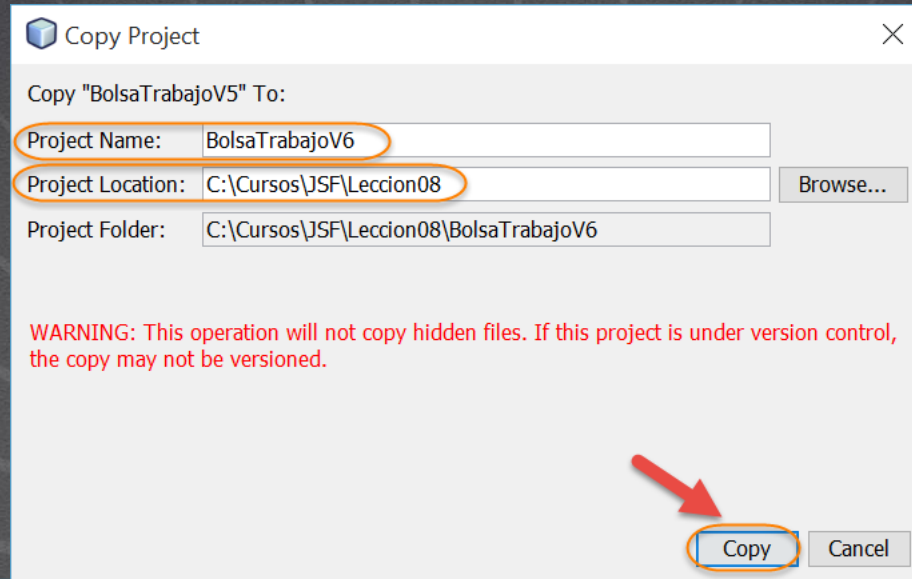 Copy Project
Copy "BolsaTrabajoV5" To:
Project Name: BolsaTrabajoV6
Project Location: C:\Cursos\JSF\Leccion08 Browse...
Project Folder: C:\Cursos\JSF\Leccion08\BolsaTrabajoV6
WARNING: This operation will not copy hidden files. If this project is under version control,
the copy may not be versioned.
Copy Cancel